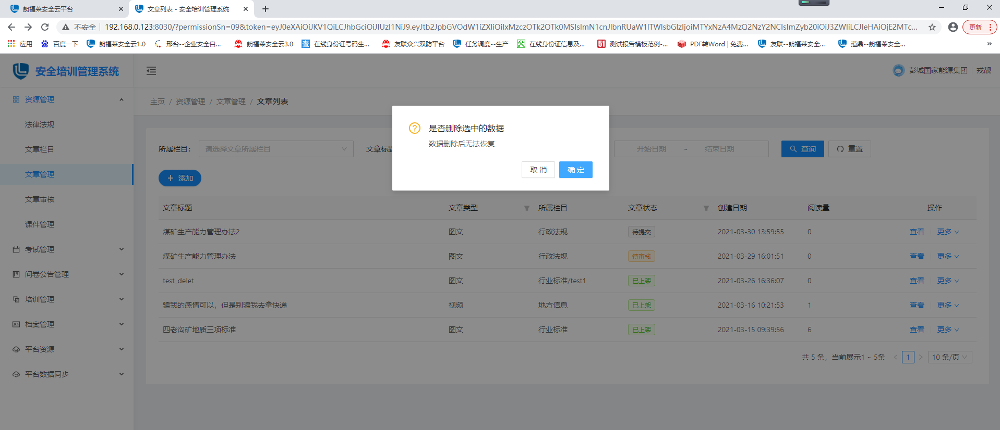 朗福莱安全云平台
文章列表 - 安全培训管理系统
不安全
192.168.0.123:8030/?permissionSn=09&token=eyJ0eXAiOiJKV1QiLCJhbGciOiJIUzI1NiJ9.eyJtb2JpbGVOdW1iZXIiOiIxMzczOTk2OTk0MSIsImN1cnJlbnRUaW1lTWlsbGlzIjoiMTYxNzA4MzQ2NzY2NCIsImZyb20iOiJ3ZWIiLCJleHAiOjE2MTc...
更新
应用
百度一下
朗福莱安全云1.0
邢台--企业安全自...
朗福莱安全云3.0
在线身份证号码生...
友联众兴双防平台
任务调度--生产
在线身份证信息及...
测试报告模板范例-...
PDF转Word | 免费...
友联--朗福莱安全...
蕴鼎--朗福莱安全...
安全培训管理系统
彭城国家能源集团
戎靓
资源管理
法律法规
文章栏目
文章管理
文章审核
课件管理
考试管理
问卷公告管理
培训管理
档案管理
平台资源
平台数据同步
主页 / 资源管理 / 文章管理 / 文章列表
是否删除选中的数据
数据删除后无法恢复
取 消
确 定
所属栏目：
请选择文章所属栏目
文章标题
开始日期 ~ 结束日期
查询
重置
添加
文章标题 文章类型 所属栏目 文章状态 创建日期 阅读量 操作
煤矿生产能力管理办法2 图文 行政法规 待提交 2021-03-30 13:59:55 0 查看 更多
煤矿生产能力管理办法 图文 行政法规 待审核 2021-03-29 16:01:51 0 查看 更多
test_delet 图文 行业标准/test1 已上架 2021-03-26 16:36:07 0 查看 更多
骗我的感情可以，但是别骗我去拿快递 视频 地方信息 已上架 2021-03-16 10:21:53 1 查看 更多
四老沟矿地质三项标准 图文 行业标准 已上架 2021-03-15 09:39:56 6 查看 更多
共 5 条，当前展示1 ~ 5条 1 10 条/页